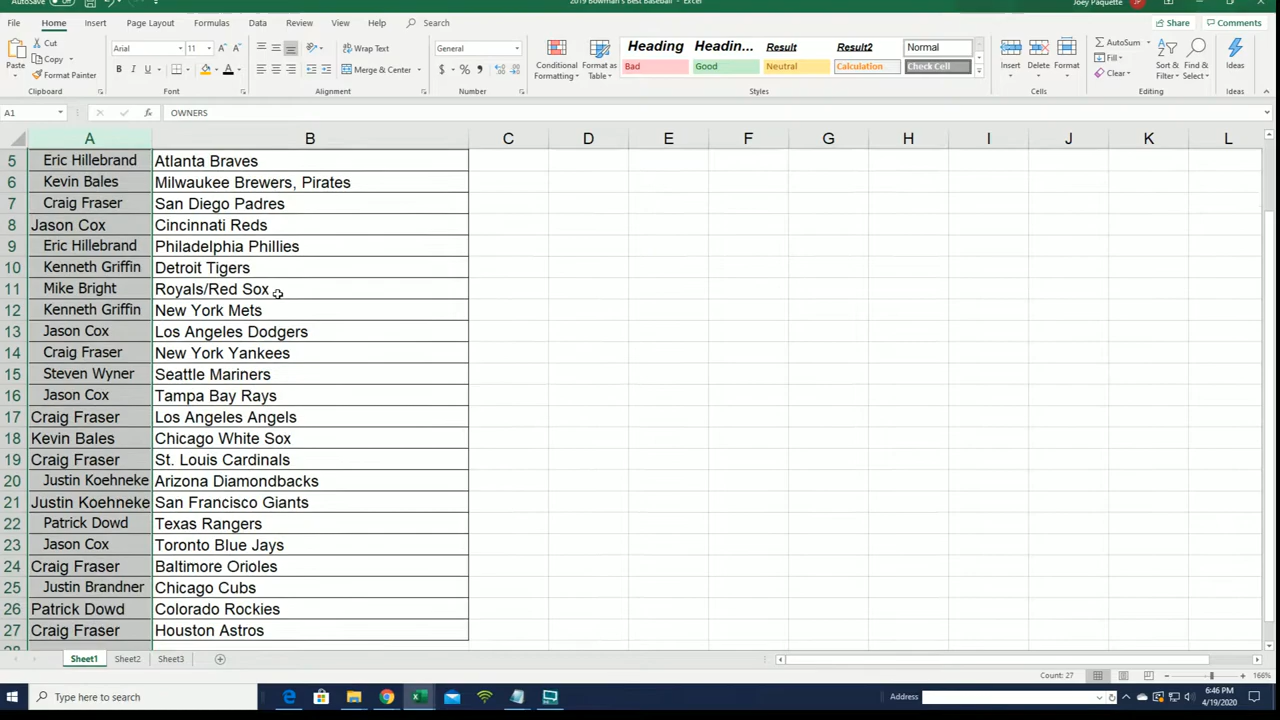 AutoSave Off 2019 Bowman's Best Baseball - Excel Joey Paquette JP
File Home Insert Page Layout Formulas Data Review View Help Search Share Comments
Paste Cut Copy Format Painter Clipboard
Arial 11 A A B I U A Font
Wrap Text Merge & Center Alignment
General $ % , Number
Conditional Formatting Format as Table
Heading Headin... Result Result2 Normal
Bad Good Neutral Calculation Check Cell
Styles
Insert Delete Format Cells
AutoSum Fill Clear Sort & Filter Find & Select Editing
Ideas Ideas
A1 fx OWNERS
A B C D E F G H I J K L
5 Eric Hillebrand Atlanta Braves
6 Kevin Bales Milwaukee Brewers, Pirates
7 Craig Fraser San Diego Padres
8 Jason Cox Cincinnati Reds
9 Eric Hillebrand Philadelphia Phillies
10 Kenneth Griffin Detroit Tigers
11 Mike Bright Royals/Red Sox
12 Kenneth Griffin New York Mets
13 Jason Cox Los Angeles Dodgers
14 Craig Fraser New York Yankees
15 Steven Wyner Seattle Mariners
16 Jason Cox Tampa Bay Rays
17 Craig Fraser Los Angeles Angels
18 Kevin Bales Chicago White Sox
19 Craig Fraser St. Louis Cardinals
20 Justin Koehneke Arizona Diamondbacks
21 Justin Koehneke San Francisco Giants
22 Patrick Dowd Texas Rangers
23 Jason Cox Toronto Blue Jays
24 Craig Fraser Baltimore Orioles
25 Justin Brandner Chicago Cubs
26 Patrick Dowd Colorado Rockies
27 Craig Fraser Houston Astros
Sheet1 Sheet2 Sheet3
Count: 27 166%
Type here to search Address 6:46 PM
4/19/2020